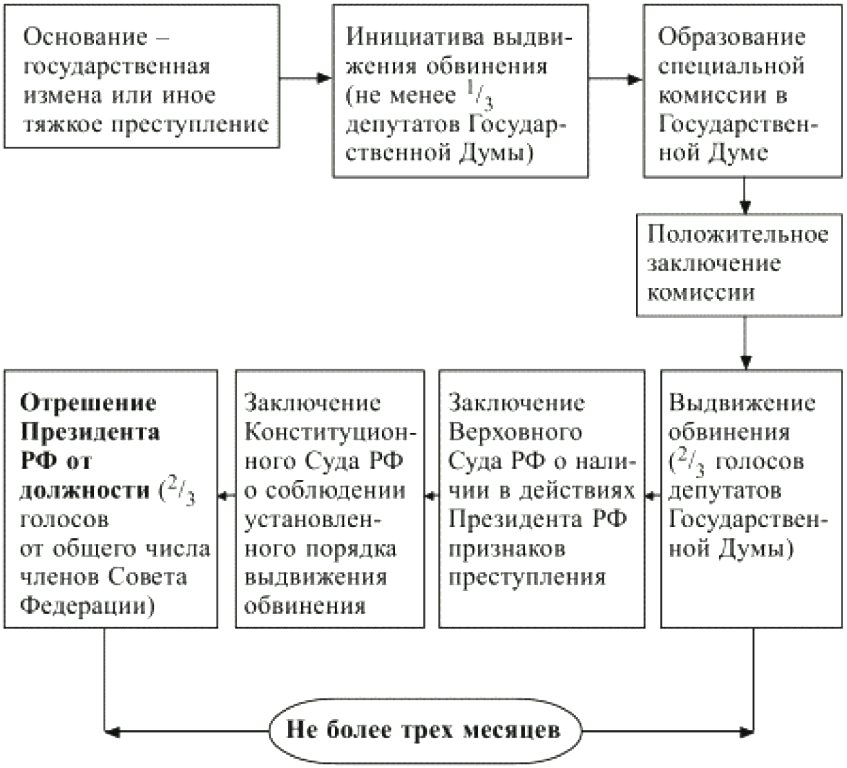 Основание –
государственная
измена или иное
тяжкое преступление
Инициатива выдви-
жения обвинения
(не менее 1/3
депутатов Государ-
ственной Думы)
Образование
специальной
комиссии в
Государствен-
ной Думе
Положительное
заключение
комиссии
Выдвижение
обвинения
(2/3 голосов
депутатов
Государствен-
ной Думы)
Заключение
Верховного
Суда РФ о нали-
чии в действиях
Президента РФ
признаков
преступления
Заключение
Конституцион-
ного Суда РФ
о соблюдении
установлен-
ного порядка
выдвижения
обвинения
Отрешение
Президента
РФ от
должности (2/3
голосов
от общего числа
членов Совета
Федерации)
Не более трех месяцев